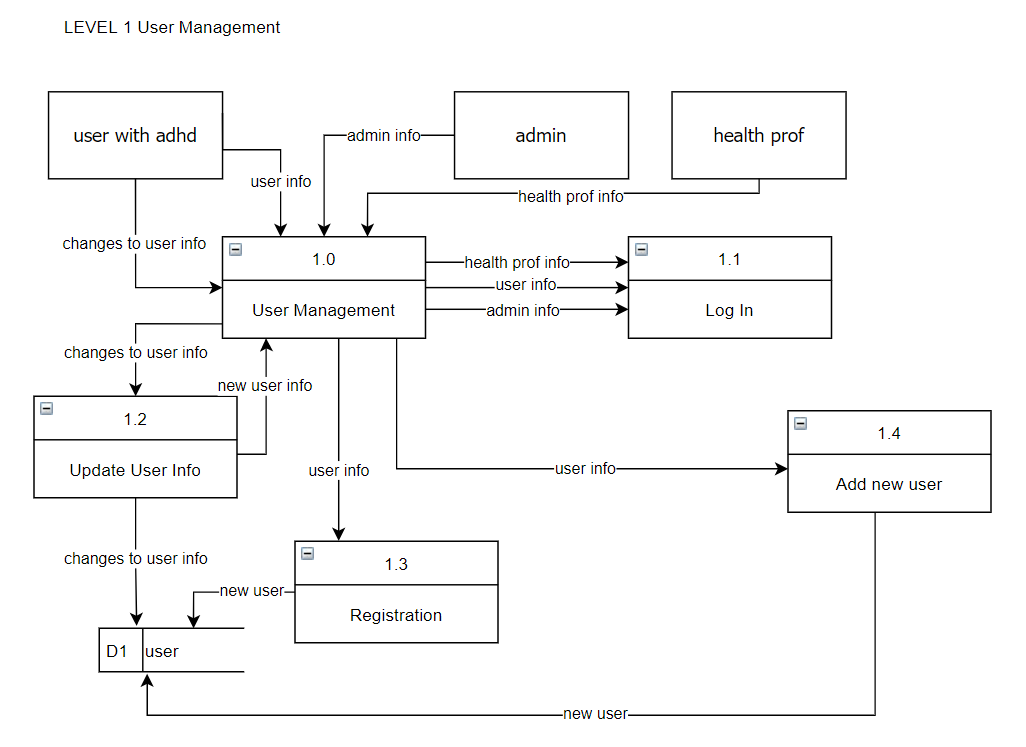 LEVEL 1 User Management
user with adhd
admin
health prof
admin info
user info
health prof info
changes to user info
1.0
User Management
health prof info
user info
admin info
1.1
Log In
changes to user info
new user info
1.2
Update User Info
user info
user info
1.4
Add new user
changes to user info
1.3
Registration
new user
D1 user
new user